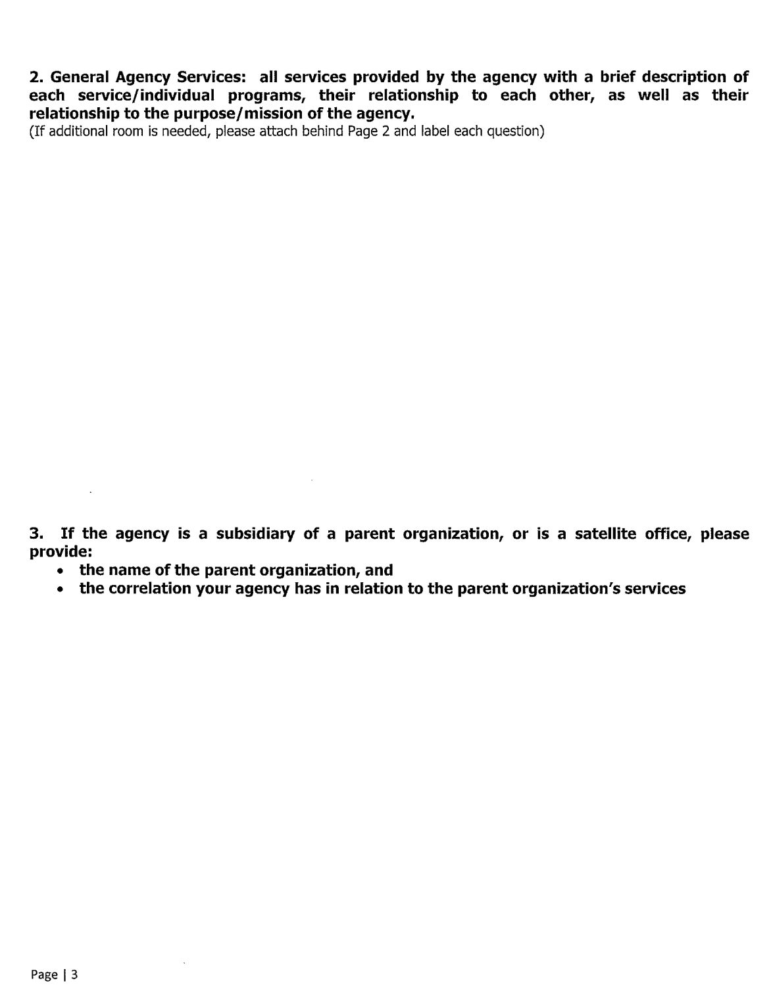 2. General Agency Services: all services provided by the agency with a brief description of
each service/individual programs, their relationship to each other, as well as their
relationship to the purpose/mission of the agency.
(If additional room is needed, please attach behind Page 2 and label each question)
3. If the agency is a subsidiary of a parent organization, or is a satellite office, please
provide:
• the name of the parent organization, and
• the correlation your agency has in relation to the parent organization's services
Page | 3